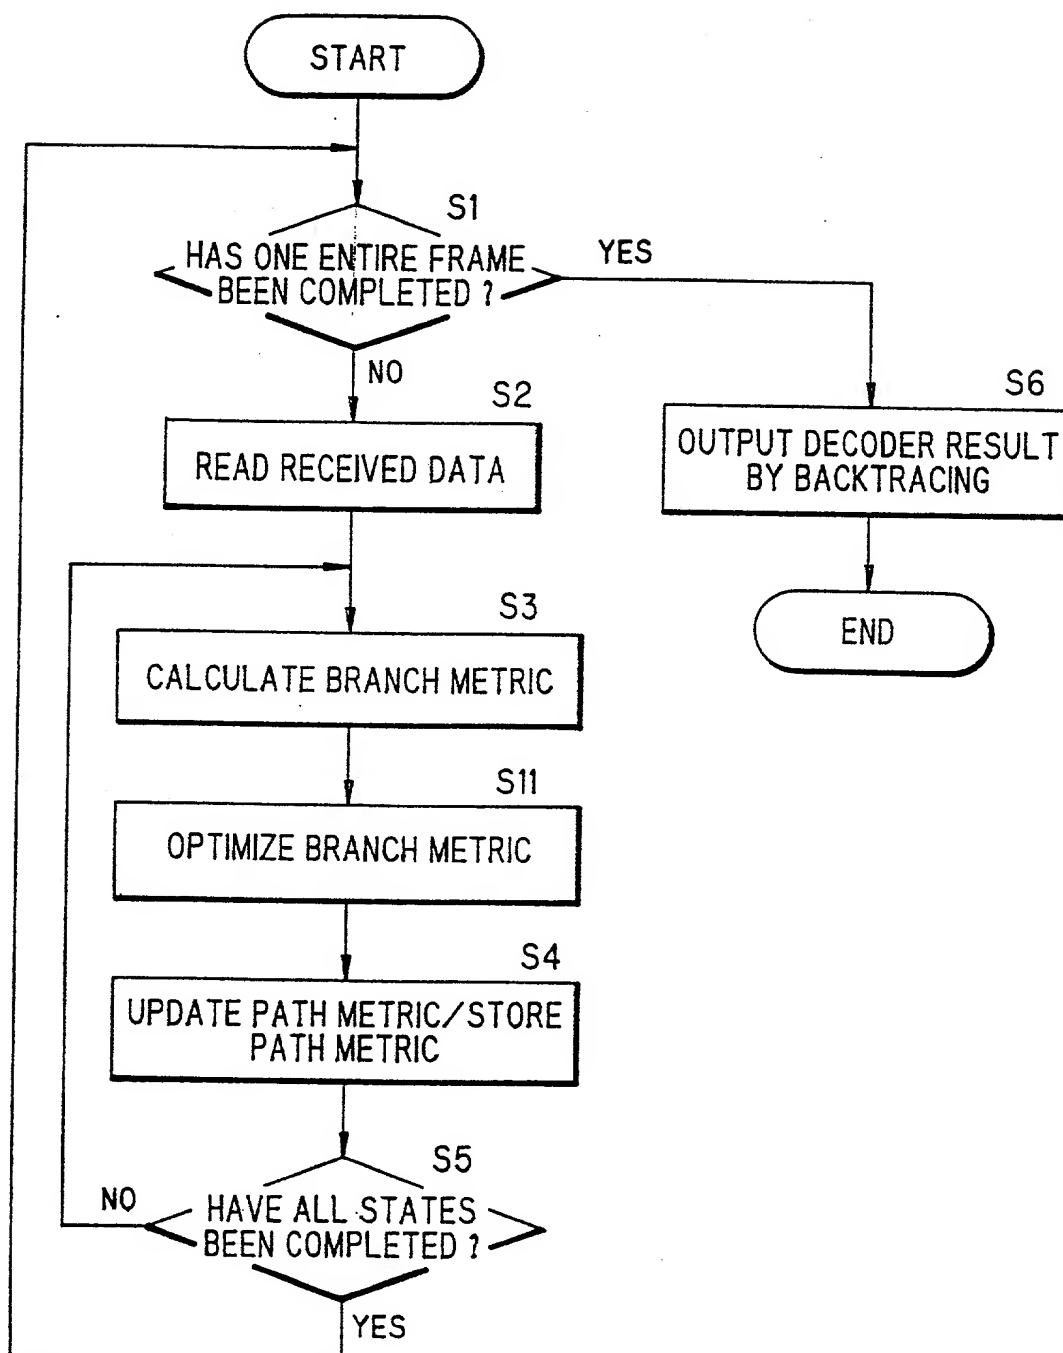 START
S1
HAS ONE ENTIRE FRAME
BEEN COMPLETED ?
YES
NO
S2
READ RECEIVED DATA
S6
OUTPUT DECODER RESULT
BY BACKTRACING
END
S3
CALCULATE BRANCH METRIC
S11
OPTIMIZE BRANCH METRIC
S4
UPDATE PATH METRIC/STORE
PATH METRIC
S5
NO
HAVE ALL STATES
BEEN COMPLETED ?
YES